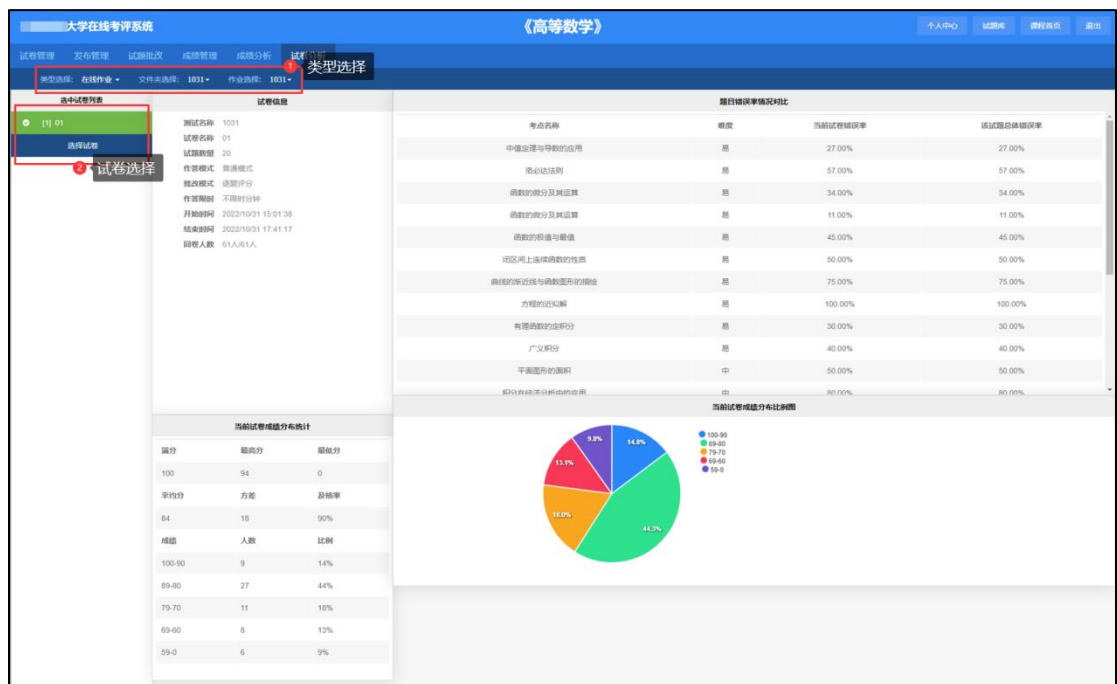 大学在线考评系统
《高等数学》
个人中心 试题库 课程首页 退出
试卷管理 发布管理 试题批改 成绩管理 成绩分析
1 类型选择
类型选择: 在线作业 文件夹选择: 1031 作业选择: 1031
选中试卷列表
[1] 01
选择试卷
2 试卷选择
试卷信息
测试名称 1031
试卷名称 01
试题数量 20
作答模式 普通模式
批改模式 逐题评分
作答限时 不限时分钟
开始时间 2022/10/31 15:01:38
结束时间 2022/10/31 17:41:17
回卷人数 61人/61人
题目错误率情况对比
考点名称 难度 当前试卷错误率 该试题总体错误率
中值定理与导数的应用 易 27.00% 27.00%
洛必达法则 易 57.00% 57.00%
函数的微分及其运算 易 34.00% 34.00%
函数的微分及其运算 易 11.00% 11.00%
函数的极值与最值 易 45.00% 45.00%
闭区间上连续函数的性质 易 50.00% 50.00%
曲线的渐近线与函数图形的描绘 易 75.00% 75.00%
方程的近似解 易 100.00% 100.00%
有理函数的定积分 易 30.00% 30.00%
广义积分 易 40.00% 40.00%
平面图形的面积 中 50.00% 50.00%
积分在经济分析中的应用 中 80.00% 80.00%
当前试卷成绩分布统计
满分 最高分 最低分
100 94 0
平均分 方差 及格率
84 18 90%
成绩 人数 比例
100-90 9 14%
89-80 27 44%
79-70 11 18%
69-60 8 13%
59-0 6 9%
当前试卷成绩分布比例图
9.8% 14.8%
13.1%
18.0%
44.3%
100-90
89-80
79-70
69-60
59-0